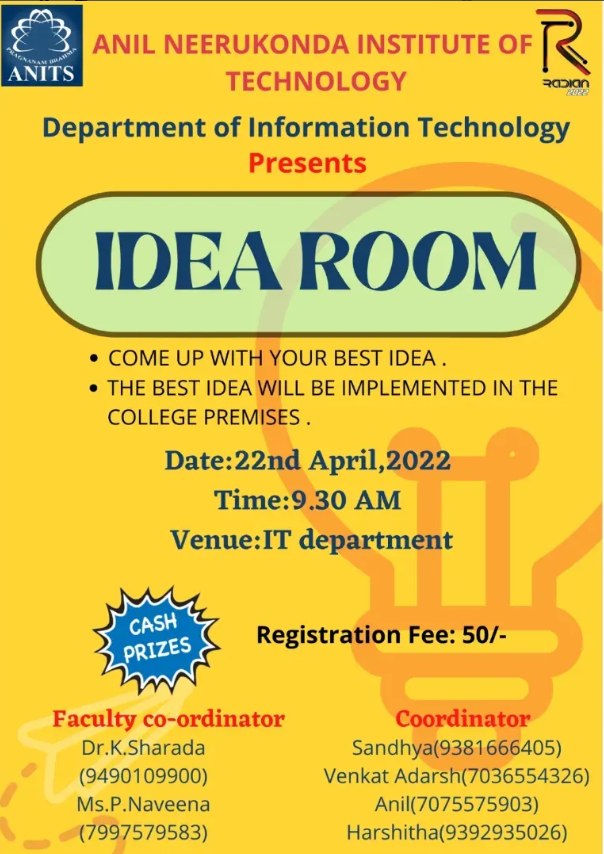 PRAGNANAM DHARMA
ANITS
ANIL NEERUKONDA INSTITUTE OF
TECHNOLOGY
RADIAN
2022
Department of Information Technology
Presents
IDEA ROOM
• COME UP WITH YOUR BEST IDEA .
• THE BEST IDEA WILL BE IMPLEMENTED IN THE
COLLEGE PREMISES .
Date:22nd April,2022
Time:9.30 AM
Venue:IT department
CASH
PRIZES
Registration Fee: 50/-
Faculty co-ordinator
Dr.K.Sharada
(9490109900)
Ms.P.Naveena
(7997579583)
Coordinator
Sandhya(9381666405)
Venkat Adarsh(7036554326)
Anil(7075575903)
Harshitha(9392935026)